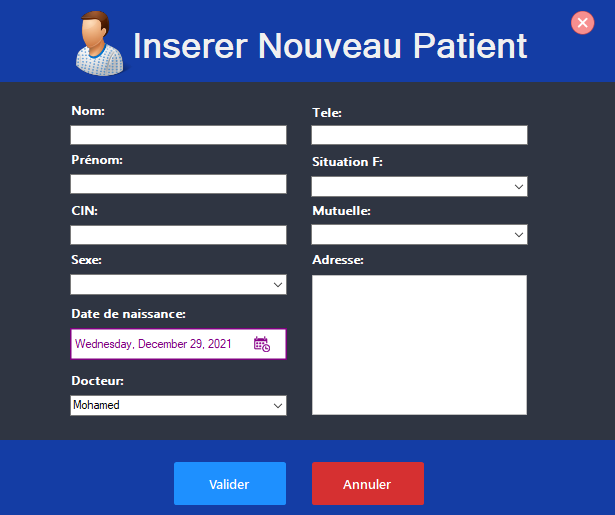 Inserer Nouveau Patient
Nom:
Prénom:
CIN:
Sexe:
Date de naissance:
Wednesday, December 29, 2021
Docteur:
Mohamed
Tele:
Situation F:
Mutuelle:
Adresse:
Valider
Annuler